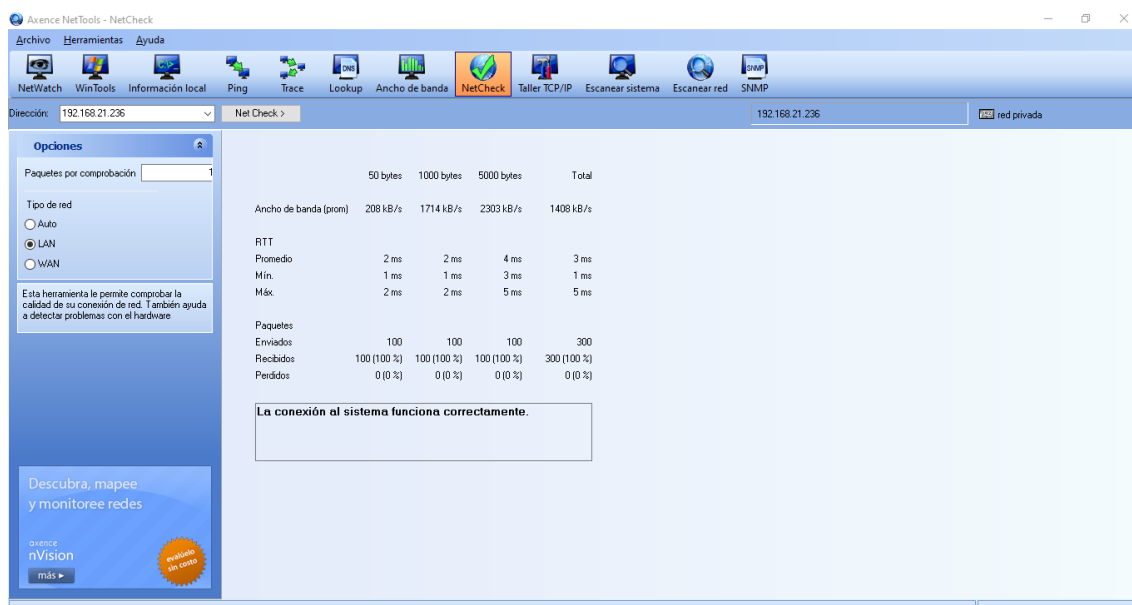 Axence NetTools - NetCheck
Archivo Herramientas Ayuda
NetWatch WinTools Información local Ping Trace Lookup Ancho de banda NetCheck Taller TCP/IP Escanear sistema Escanear red SNMP
DNS
SNMP
Dirección: 192.168.21.236 Net Check > 192.168.21.236 red privada
Opciones
Paquetes por comprobación 1
Tipo de red
Auto
LAN
WAN
Esta herramienta le permite comprobar la
calidad de su conexión de red. También ayuda
a detectar problemas con el hardware
50 bytes 1000 bytes 5000 bytes Total
Ancho de banda (prom) 208 kB/s 1714 kB/s 2303 kB/s 1408 kB/s
RTT
Promedio 2 ms 2 ms 4 ms 3 ms
Mín. 1 ms 1 ms 3 ms 1 ms
Máx. 2 ms 2 ms 5 ms 5 ms
Paquetes
Enviados 100 100 100 300
Recibidos 100 (100 %) 100 (100 %) 100 (100 %) 300 (100 %)
Perdidos 0 (0 %) 0 (0 %) 0 (0 %) 0 (0 %)
La conexión al sistema funciona correctamente.
Descubra, mapee
y monitoree redes
axence
nVision
más
evalúelo
sin costo